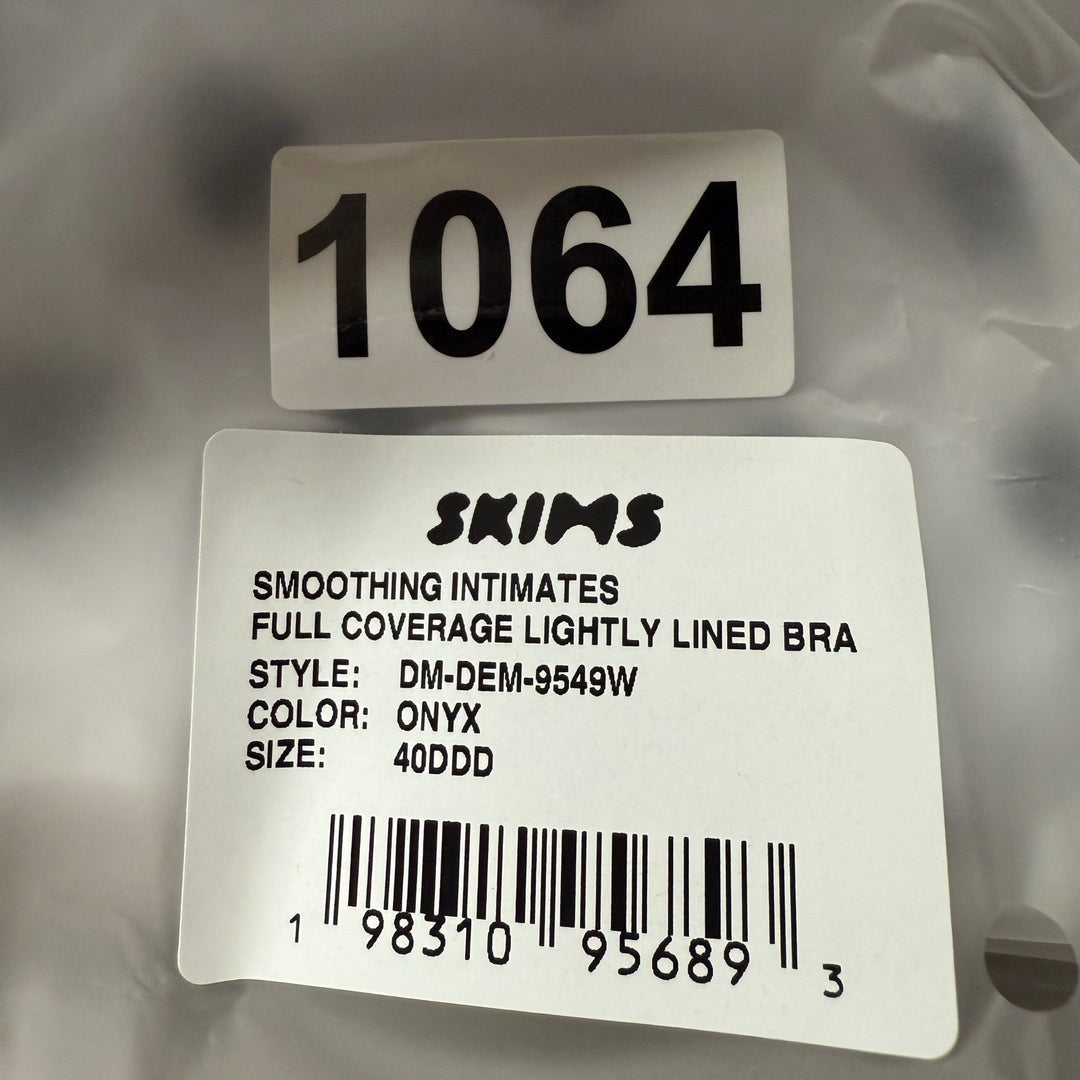 1064
SKIMS
SMOOTHING INTIMATES
FULL COVERAGE LIGHTLY LINED BRA
STYLE: DM-DEM-9549W
COLOR: ONYX
SIZE: 40DDD
1 98310 95689 3